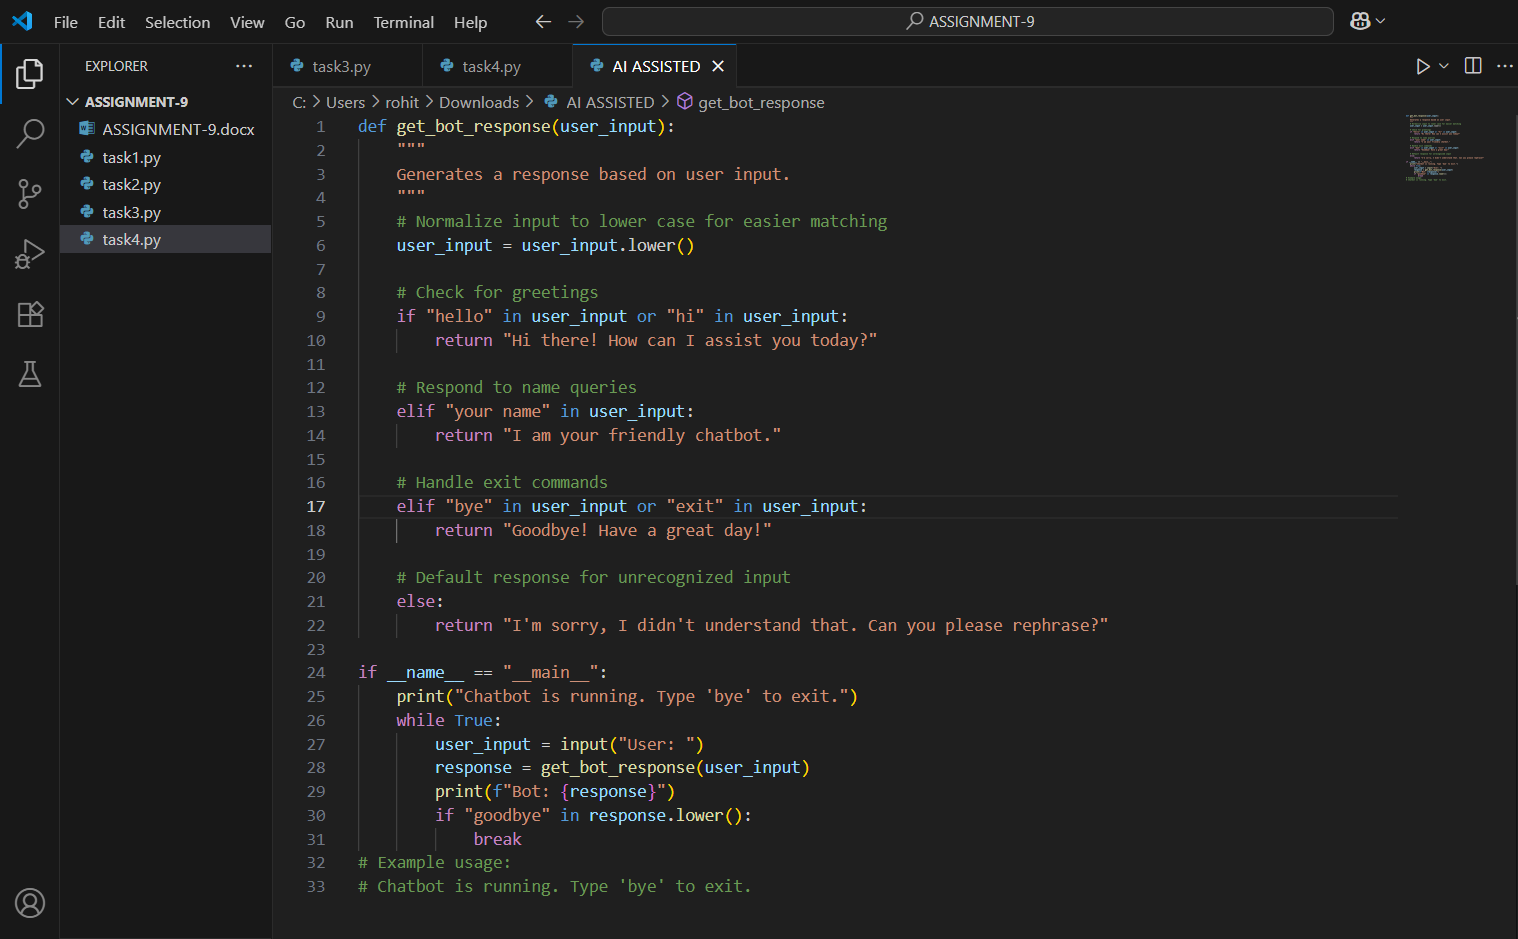 File Edit Selection View Go Run Terminal Help
ASSIGNMENT-9
EXPLORER
ASSIGNMENT-9
ASSIGNMENT-9.docx
task1.py
task2.py
task3.py
task4.py
task3.py task4.py AI ASSISTED
C: > Users > rohit > Downloads > AI ASSISTED > get_bot_response
1 def get_bot_response(user_input):
2     """
3     Generates a response based on user input.
4     """
5     # Normalize input to lower case for easier matching
6     user_input = user_input.lower()
7
8     # Check for greetings
9     if "hello" in user_input or "hi" in user_input:
10         return "Hi there! How can I assist you today?"
11
12     # Respond to name queries
13     elif "your name" in user_input:
14         return "I am your friendly chatbot."
15
16     # Handle exit commands
17     elif "bye" in user_input or "exit" in user_input:
18         return "Goodbye! Have a great day!"
19
20     # Default response for unrecognized input
21     else:
22         return "I'm sorry, I didn't understand that. Can you please rephrase?"
23
24 if __name__ == "__main__":
25     print("Chatbot is running. Type 'bye' to exit.")
26     while True:
27         user_input = input("User: ")
28         response = get_bot_response(user_input)
29         print(f"Bot: {response}")
30         if "goodbye" in response.lower():
31             break
32 # Example usage:
33 # Chatbot is running. Type 'bye' to exit.